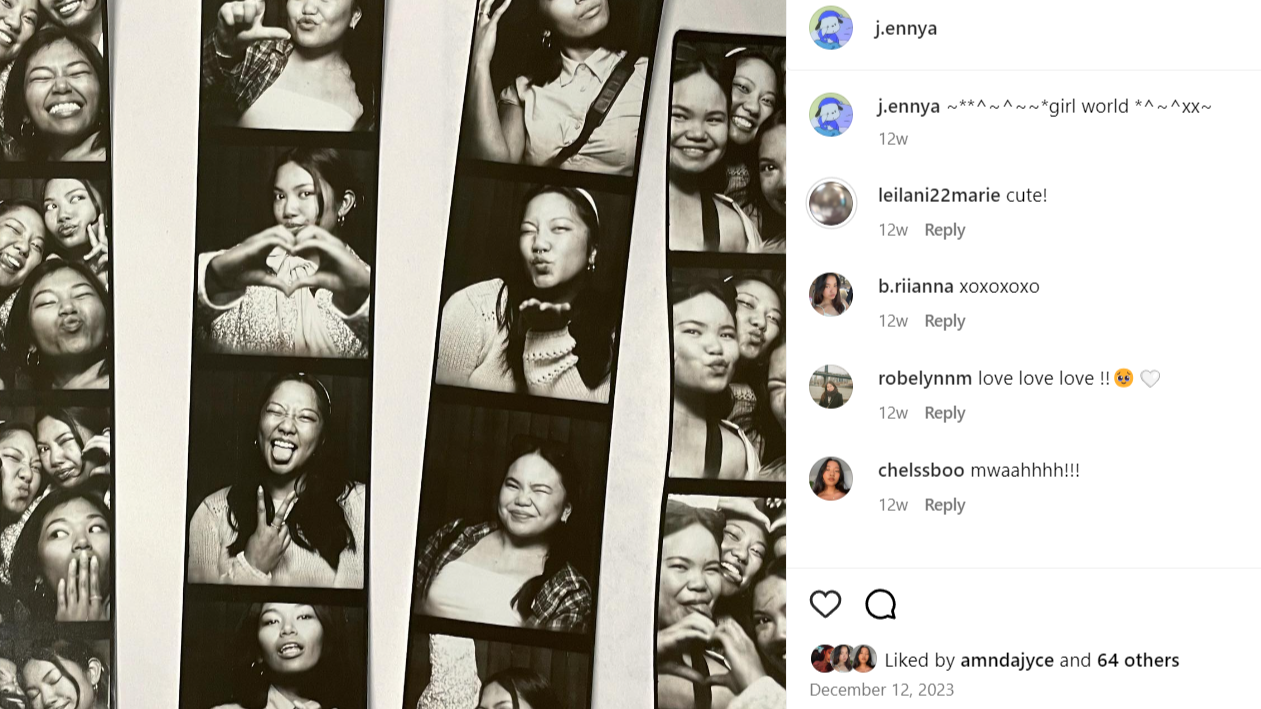 j.ennya
j.ennya ~**^~^~~*girl world *^~^xx~
12w
leilani22marie cute!
12w Reply
b.riianna xoxoxoxo
12w Reply
robelynnm love love love !!🥹🤍
12w Reply
chelssboo mwaahhhh!!!
12w Reply
Liked by amndajyce and 64 others
December 12, 2023